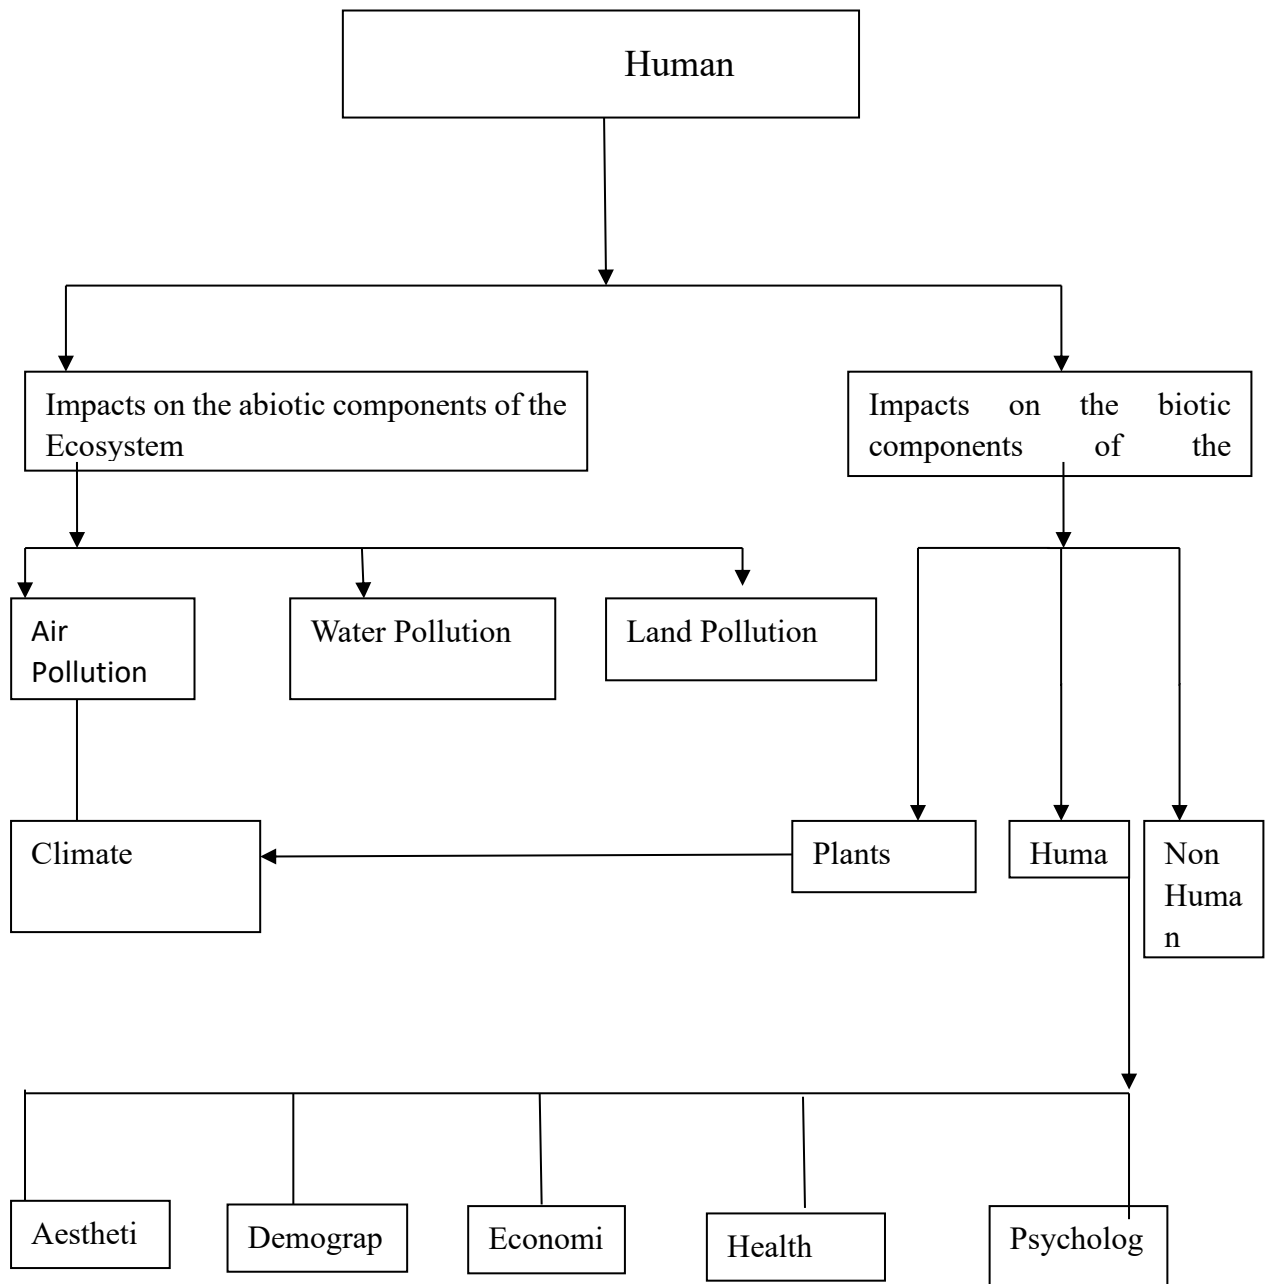 Human
Impacts on the abiotic components of the
Ecosystem
Impacts on the biotic
components of the
Air
Pollution
Water Pollution
Land Pollution
Climate
Plants
Huma
Non
Huma
n
Aestheti
Demograp
Economi
Health
Psycholog